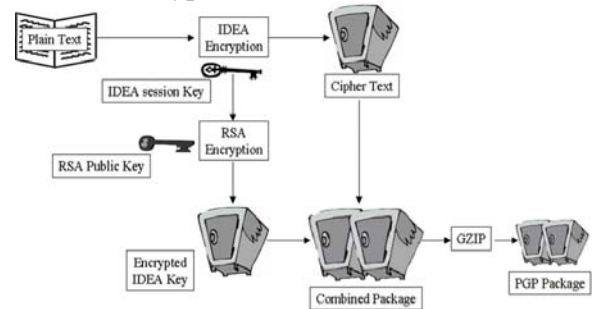 Plain Text
IDEA
Encryption
IDEA session Key
Cipher Text
RSA
Encryption
RSA Public Key
Encrypted
IDEA Key
Combined Package
GZIP
PGP Package